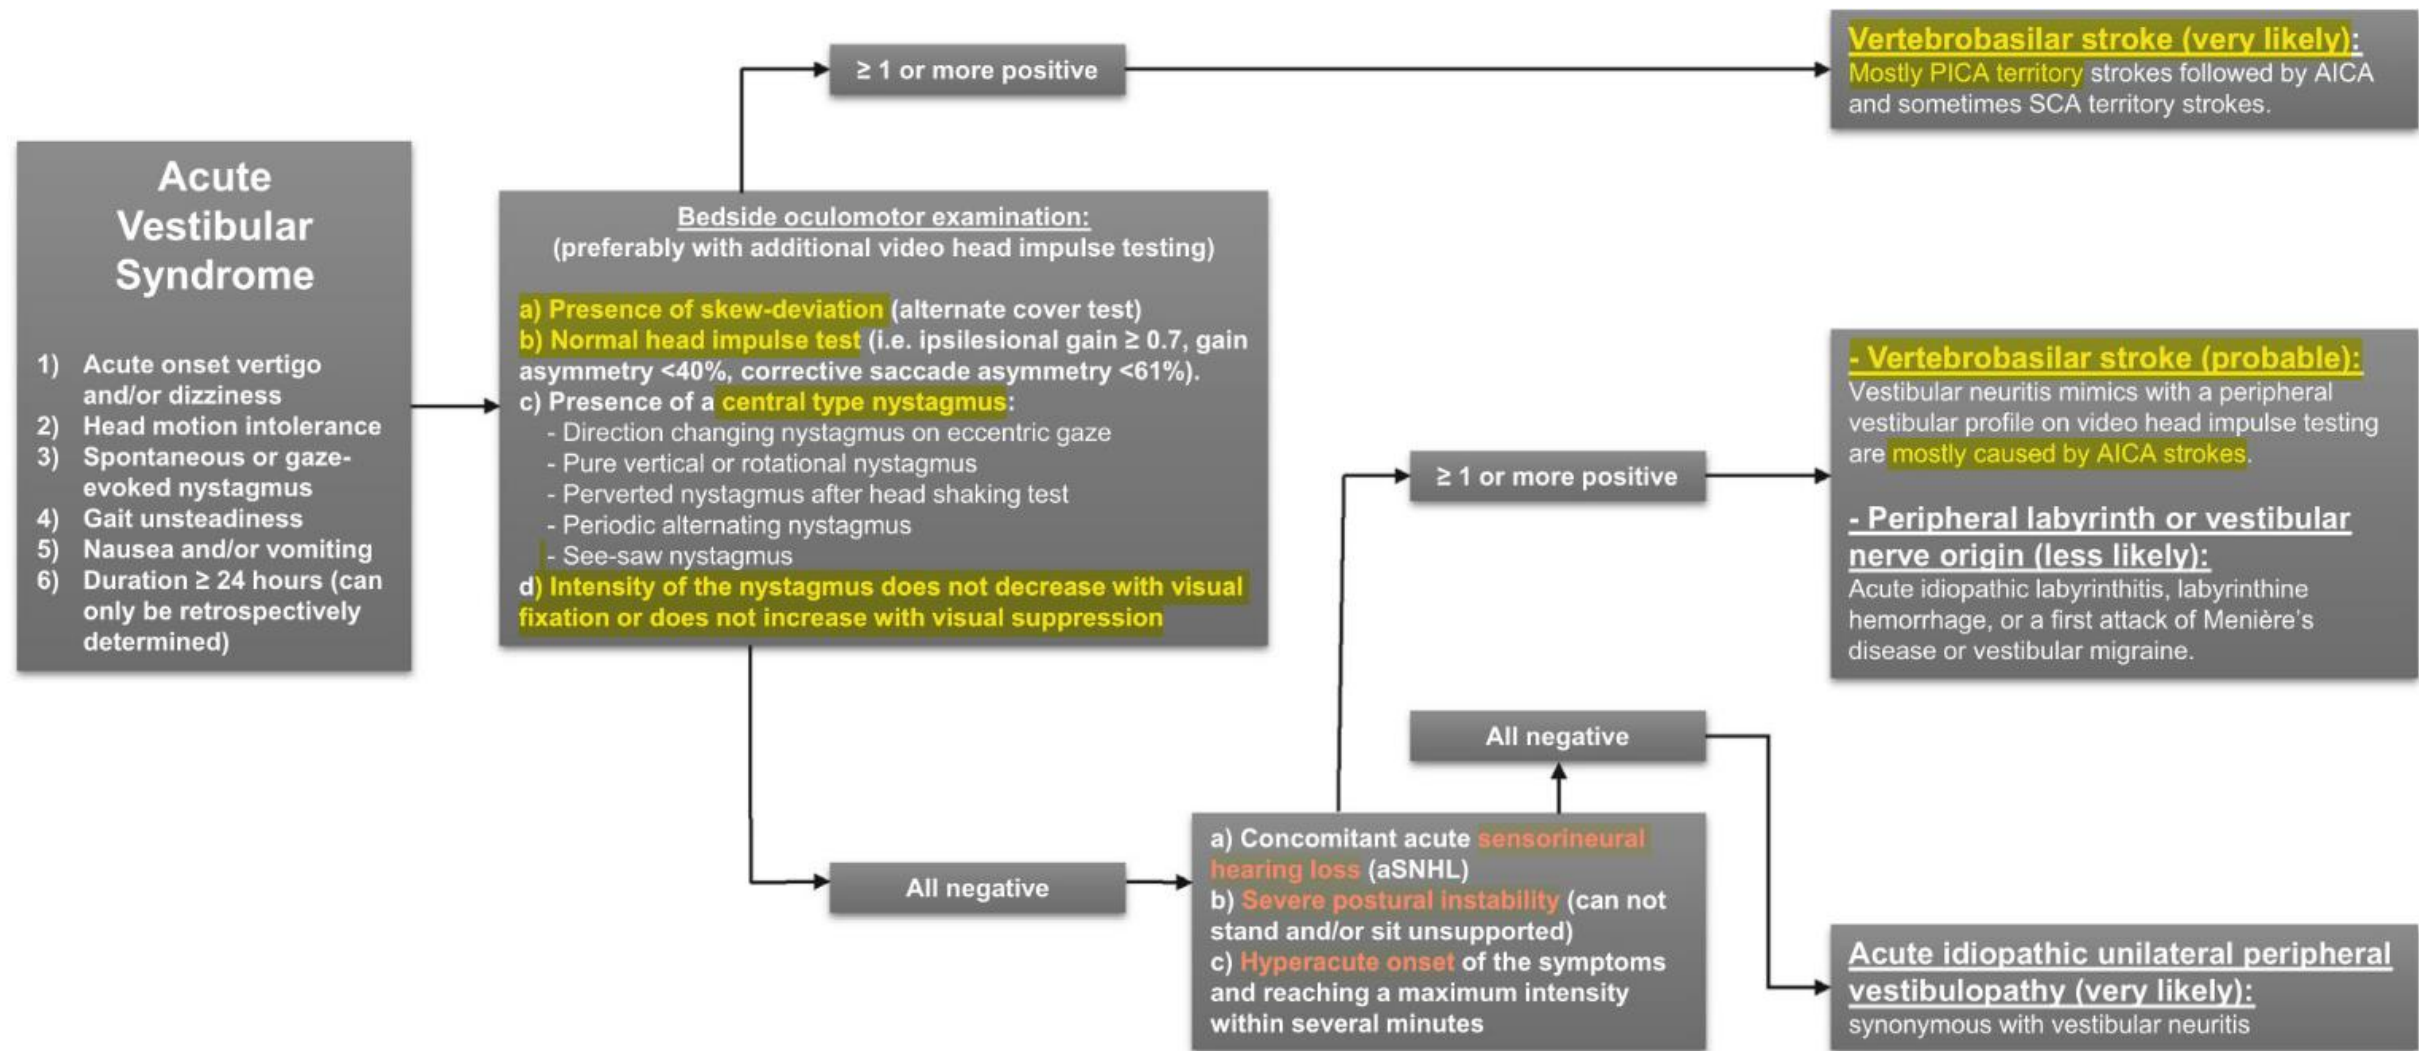 Acute
Vestibular
Syndrome
1) Acute onset vertigo
and/or dizziness
2) Head motion intolerance
3) Spontaneous or gaze-
evoked nystagmus
4) Gait unsteadiness
5) Nausea and/or vomiting
6) Duration ≥ 24 hours (can
only be retrospectively
determined)
≥ 1 or more positive
Vertebrobasilar stroke (very likely):
Mostly PICA territory strokes followed by AICA
and sometimes SCA territory strokes.
Bedside oculomotor examination:
(preferably with additional video head impulse testing)
a) Presence of skew-deviation (alternate cover test)
b) Normal head impulse test (i.e. ipsilesional gain ≥ 0.7, gain
asymmetry <40%, corrective saccade asymmetry <61%).
c) Presence of a central type nystagmus:
- Direction changing nystagmus on eccentric gaze
- Pure vertical or rotational nystagmus
- Perverted nystagmus after head shaking test
- Periodic alternating nystagmus
- See-saw nystagmus
d) Intensity of the nystagmus does not decrease with visual
fixation or does not increase with visual suppression
All negative
a) Concomitant acute sensorineural
hearing loss (aSNHL)
b) Severe postural instability (can not
stand and/or sit unsupported)
c) Hyperacute onset of the symptoms
and reaching a maximum intensity
within several minutes
≥ 1 or more positive
- Vertebrobasilar stroke (probable):
Vestibular neuritis mimics with a peripheral
vestibular profile on video head impulse testing
are mostly caused by AICA strokes.
- Peripheral labyrinth or vestibular
nerve origin (less likely):
Acute idiopathic labyrinthitis, labyrinthine
hemorrhage, or a first attack of Menière's
disease or vestibular migraine.
All negative
Acute idiopathic unilateral peripheral
vestibulopathy (very likely):
synonymous with vestibular neuritis